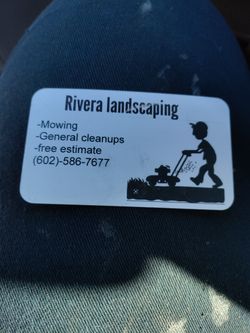 Rivera landscaping
-Mowing
-General cleanups
-free estimate
(602)-586-7677